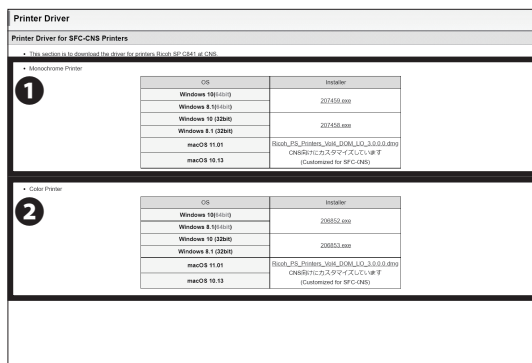 Printer Driver
Printer Driver for SFC-CNS Printers
• This section is to download the driver for printers Ricoh SP C841 at CNS.
• Monochrome Printer
1
OS Installer
Windows 10(64bit)
207459.exe
Windows 8.1(64bit)
Windows 10 (32bit)
207458.exe
Windows 8.1 (32bit)
macOS 11.01
Ricoh_PS_Printers_Vol4_DOM_LIO_3.0.0.0.dmg
CNS向けにカスタマイズしています
macOS 10.13
(Customized for SFC-CNS)
• Color Printer
2
OS Installer
Windows 10(64bit)
206852.exe
Windows 8.1(64bit)
Windows 10 (32bit)
206853.exe
Windows 8.1 (32bit)
macOS 11.01
Ricoh_PS_Printers_Vol4_DOM_LIO_3.0.0.0.dmg
CNS向けにカスタマイズしています
macOS 10.13
(Customized for SFC-CNS)